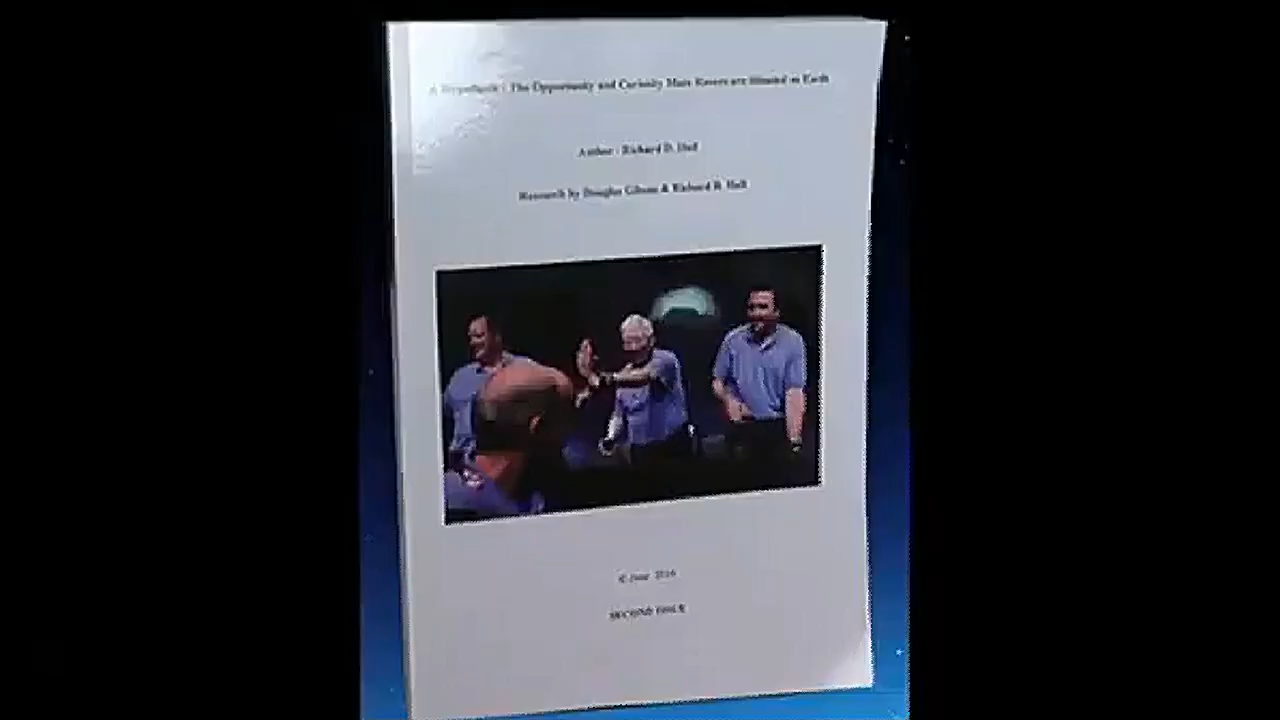 A Hypothesis : The Opportunity and Curiosity Mars Rovers are Situated on Earth
Author - Richard D. Hall
Research by Douglas Gibson & Richard D. Hall
© June 2016
SECOND ISSUE